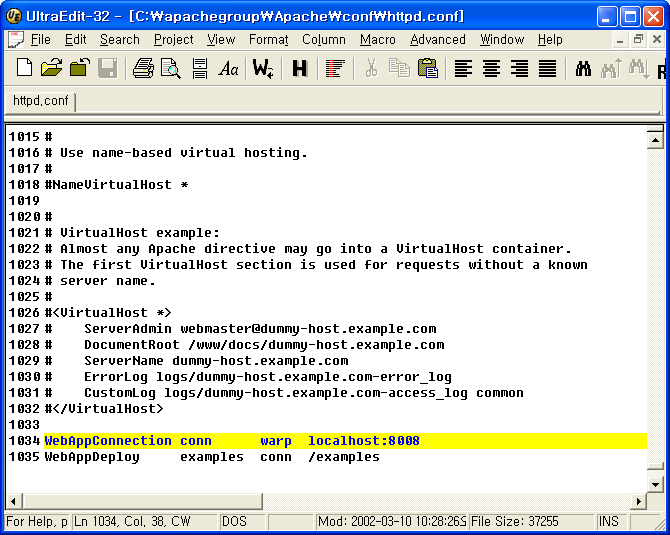 UltraEdit-32 - [C:₩apachegroup₩Apache₩conf₩httpd.conf]
File Edit Search Project View Format Column Macro Advanced Window Help
httpd.conf
1015 #
1016 # Use name-based virtual hosting.
1017 #
1018 #NameVirtualHost *
1019
1020 #
1021 # VirtualHost example:
1022 # Almost any Apache directive may go into a VirtualHost container.
1023 # The first VirtualHost section is used for requests without a known
1024 # server name.
1025 #
1026 #<VirtualHost *>
1027 #    ServerAdmin webmaster@dummy-host.example.com
1028 #    DocumentRoot /www/docs/dummy-host.example.com
1029 #    ServerName dummy-host.example.com
1030 #    ErrorLog logs/dummy-host.example.com-error_log
1031 #    CustomLog logs/dummy-host.example.com-access_log common
1032 #</VirtualHost>
1033
1034 WebAppConnection conn      warp  localhost:8008
1035 WebAppDeploy     examples  conn  /examples
For Help, p Ln 1034, Col. 38, CW DOS Mod: 2002-03-10 10:28:26 File Size: 37255 INS